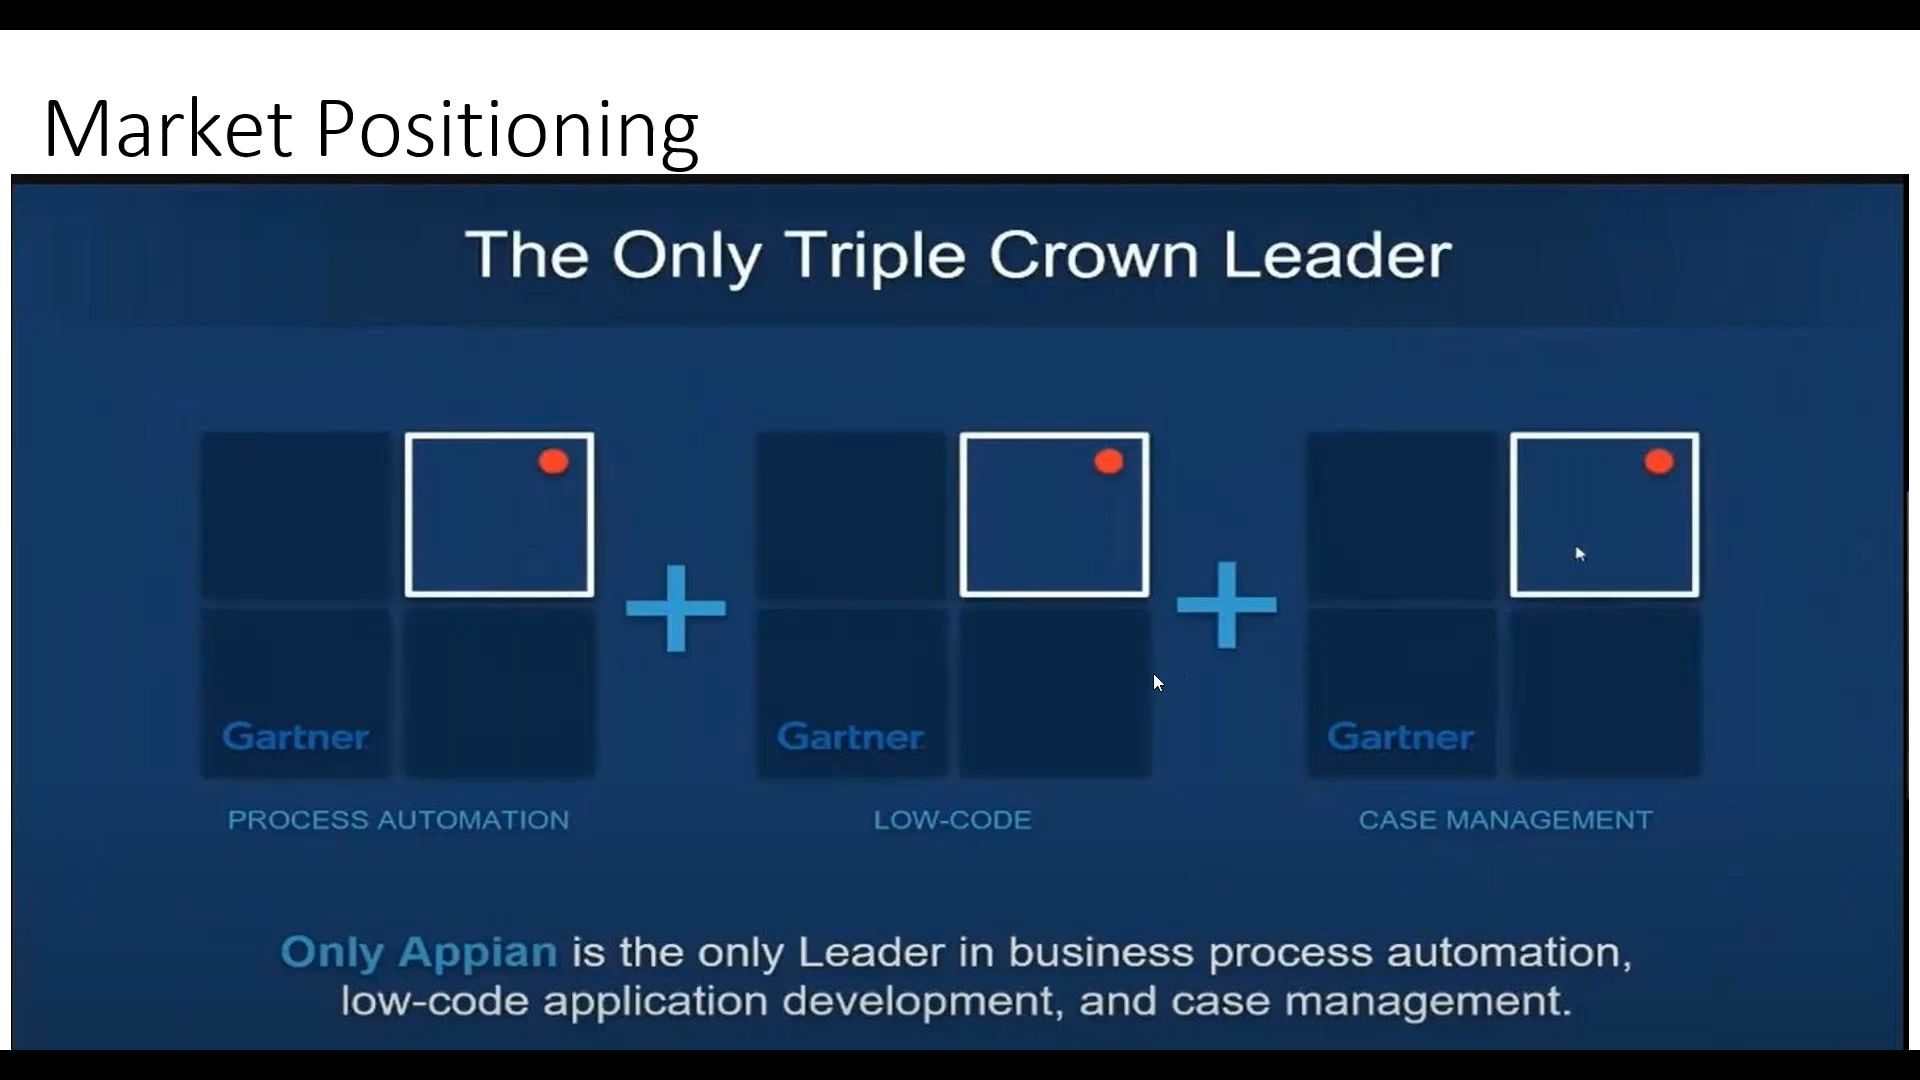 Market Positioning
The Only Triple Crown Leader
Gartner
Gartner
Gartner
PROCESS AUTOMATION
LOW-CODE
CASE MANAGEMENT
Only Appian is the only Leader in business process automation,
low-code application development, and case management.